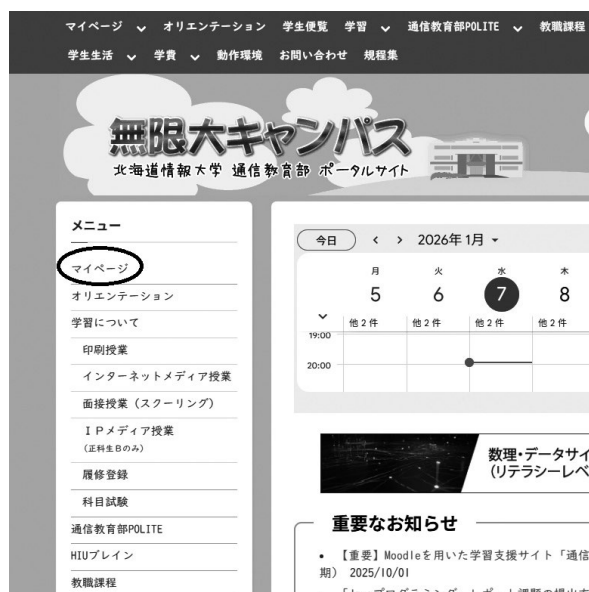 マイページ オリエンテーション 学生便覧 学習 通信教育部POLITE 教職課程
学生生活 学費 動作環境 お問い合わせ 規程集
無限大キャンパス
北海道情報大学 通信教育部 ポータルサイト
メニュー
マイページ
オリエンテーション
学習について
印刷授業
インターネットメディア授業
面接授業（スクーリング）
ＩＰメディア授業
（正科生Ｂのみ）
履修登録
科目試験
通信教育部POLITE
HIUブレイン
教職課程
今日 ‹ › 2026年 1月
月 火 水 木
5 6 7 8
他 2 件 他 2 件 他 2 件 他 2 件
19:00
20:00
数理・データサイ
（リテラシーレベ
重要なお知らせ
• 【重要】Moodleを用いた学習支援サイト「通信
期） 2025/10/01